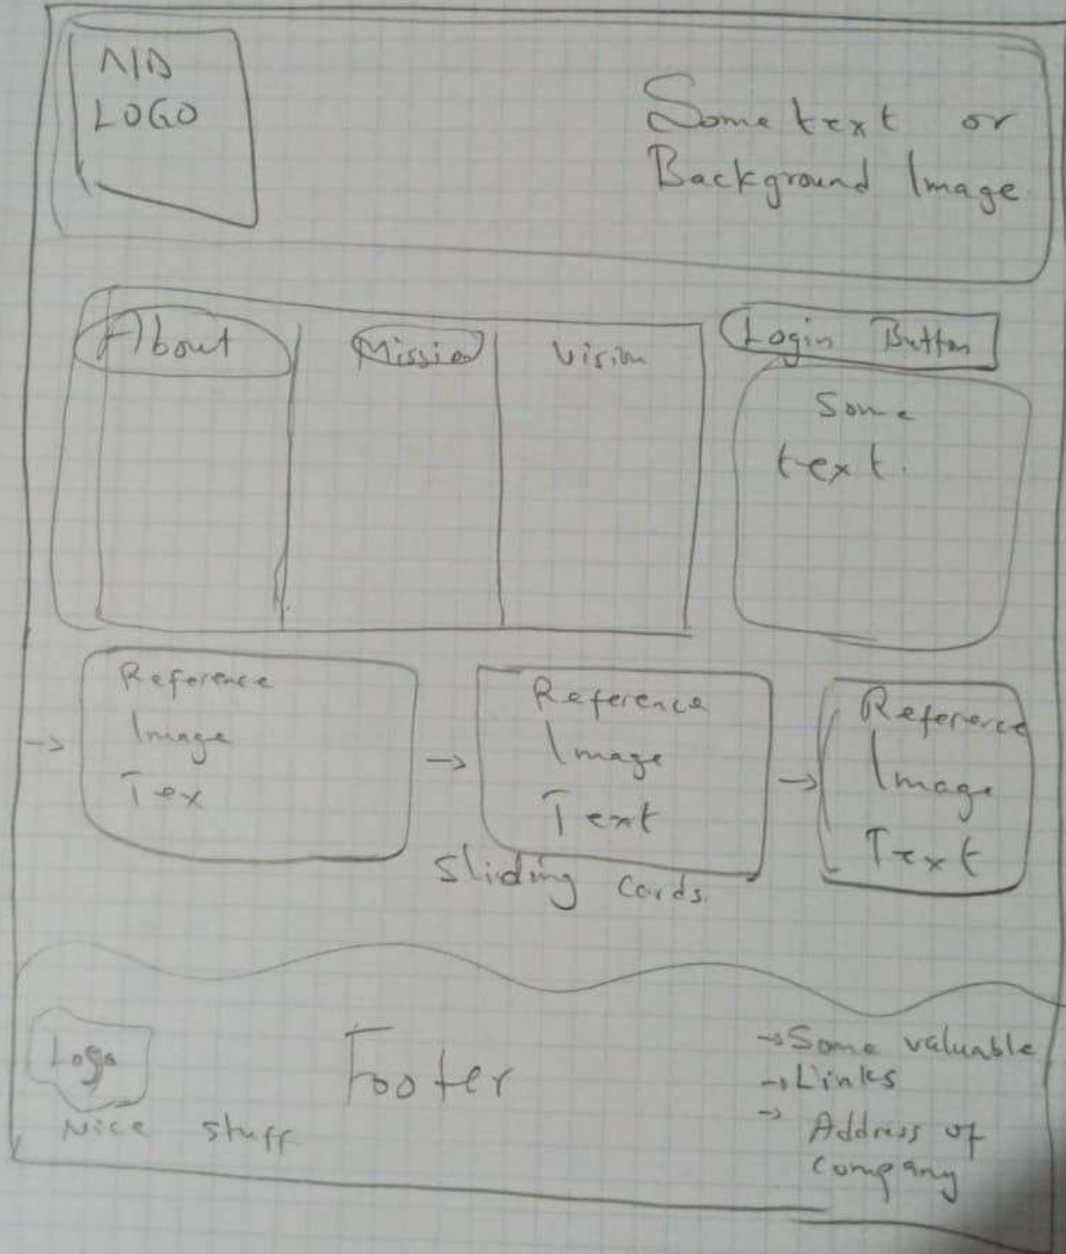 LOGO
Some text or
Background Image
About
Mission
Vision
Login Button
Some
text.
Reference
Image
Tex
Reference
Image
Text
Reference
Image
Text
Sliding Cards.
Logo
Nice stuff
Footer
→ Some valuable
→ Links
→ Address of
company